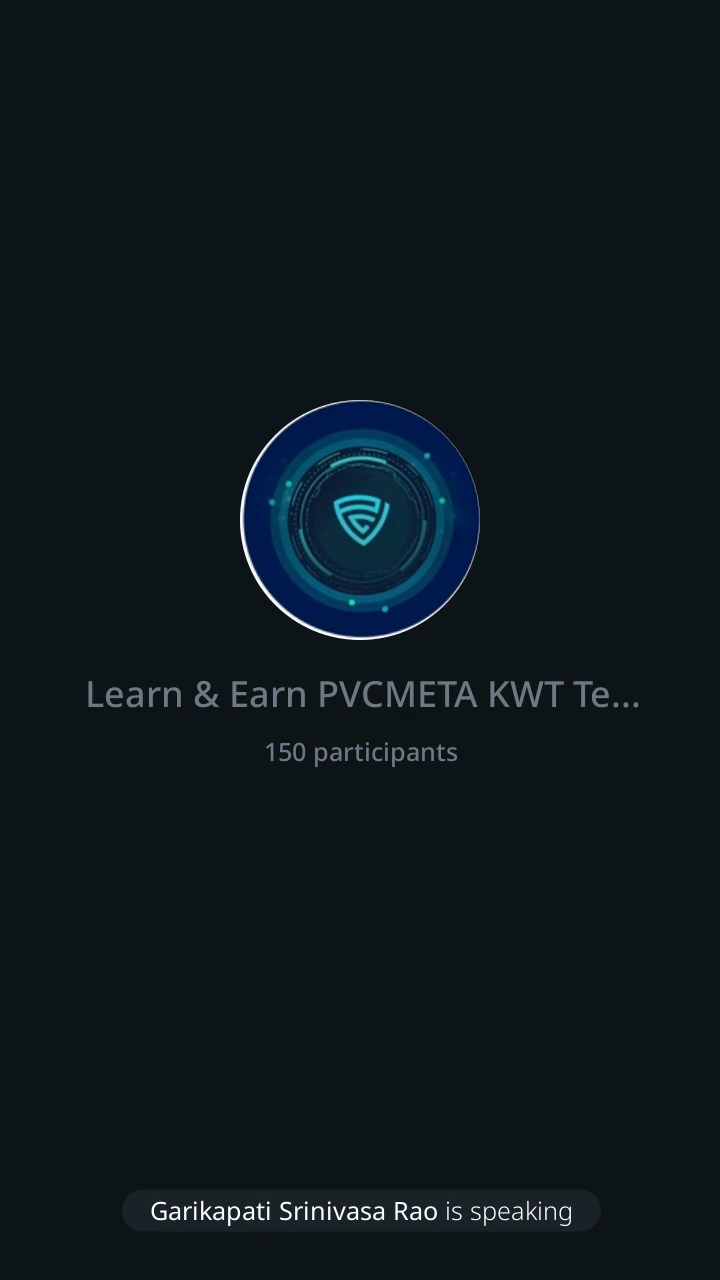 Learn & Earn PVCMETA KWT Te...
150 participants
Garikapati Srinivasa Rao is speaking